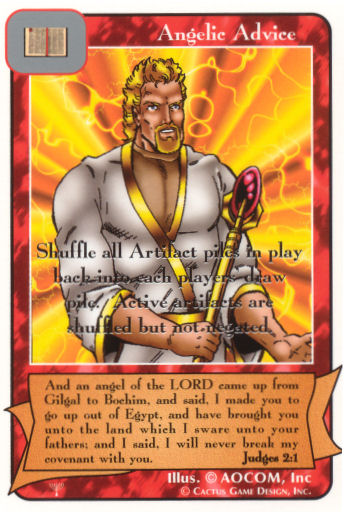 Angelic Advice
Shuffle all Artifact piles in play
back into each players draw
pile. Active artifacts are
shuffled but not negated.
And an angel of the LORD came up from
Gilgal to Bochim, and said, I made you to
go up out of Egypt, and have brought you
unto the land which I sware unto your
fathers; and I said, I will never break my
covenant with you. Judges 2:1
Illus. © AOCOM, Inc
© CACTUS GAME DESIGN, INC.